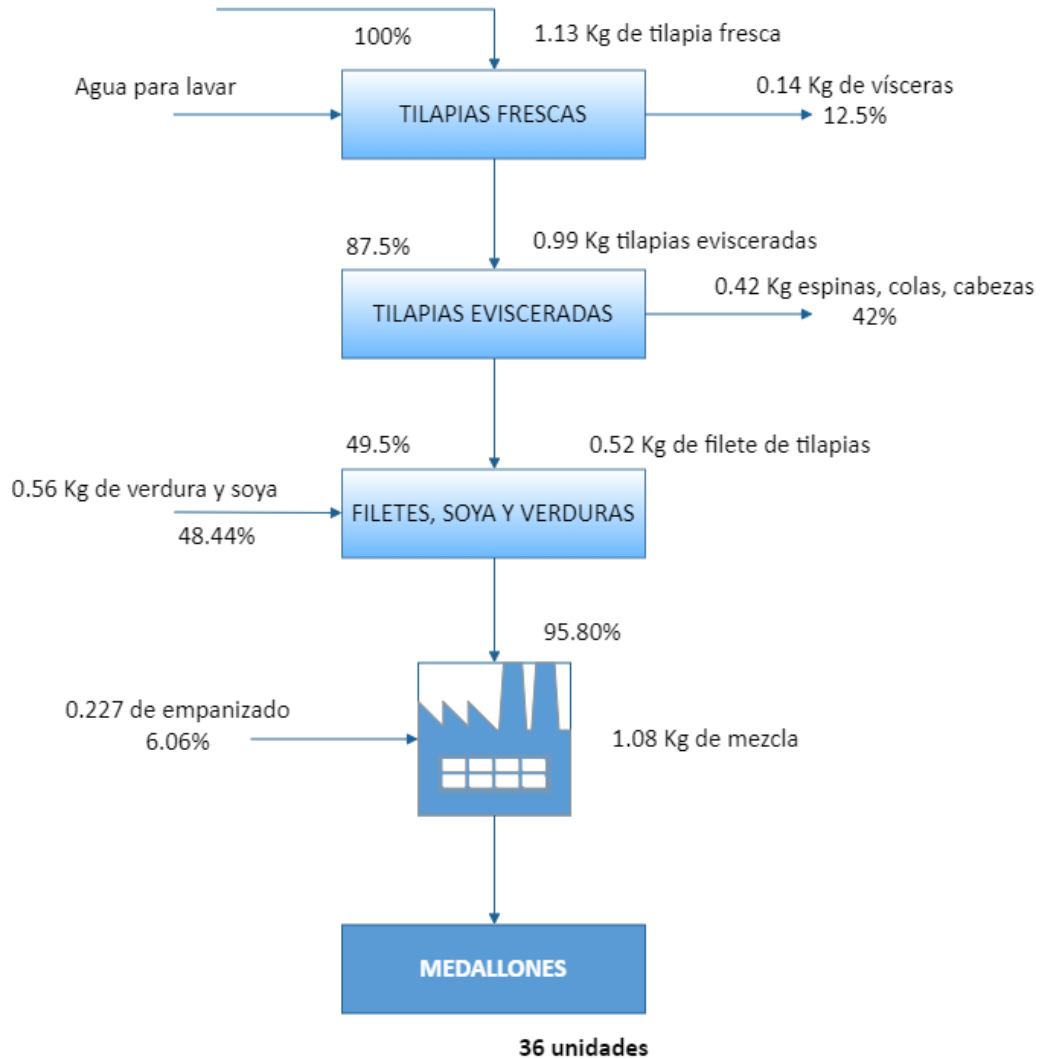 100%
1.13 Kg de tilapia fresca
Agua para lavar
TILAPIAS FRESCAS
0.14 Kg de vísceras
12.5%
87.5%
0.99 Kg tilapias evisceradas
TILAPIAS EVISCERADAS
0.42 Kg espinas, colas, cabezas
42%
49.5%
0.52 Kg de filete de tilapias
0.56 Kg de verdura y soya
48.44%
FILETES, SOYA Y VERDURAS
95.80%
0.227 de empanizado
6.06%
1.08 Kg de mezcla
MEDALLONES
36 unidades